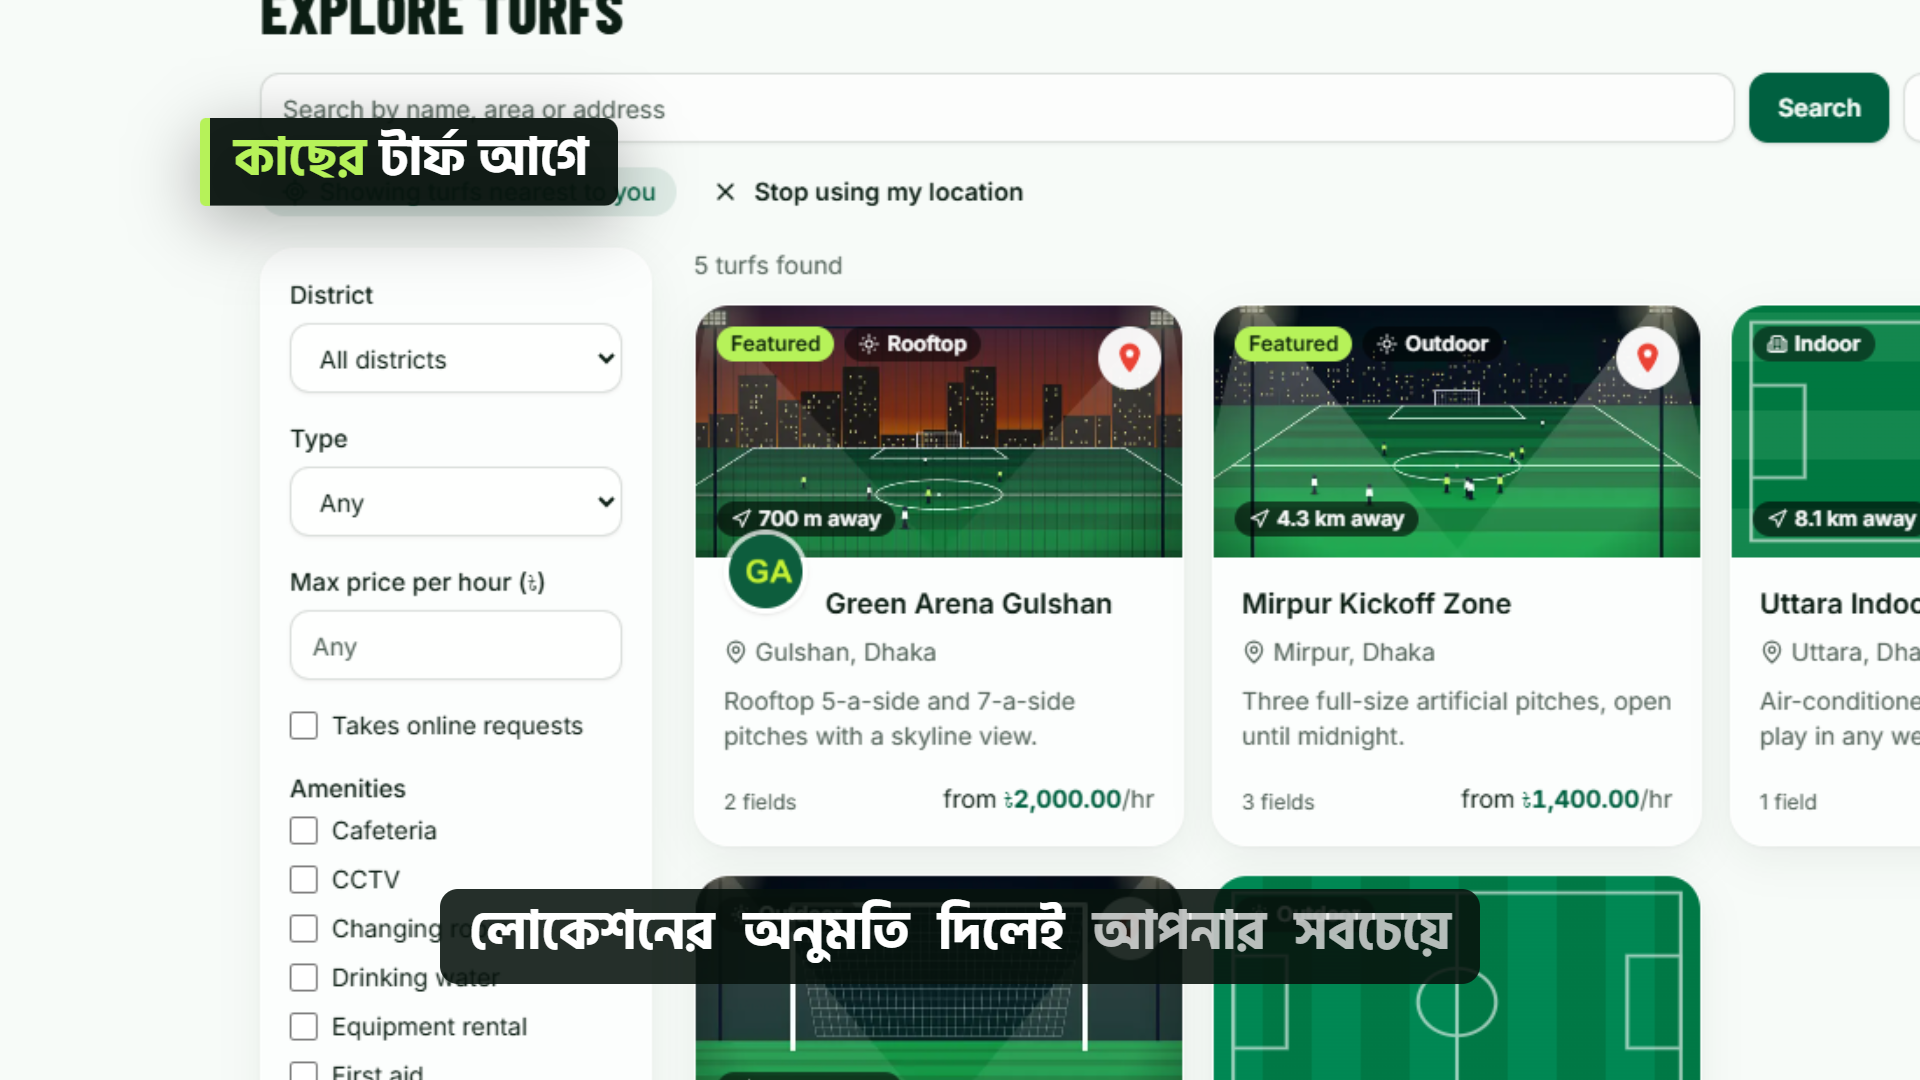 EXPLORE TURFS
Search by name, area or address
Search
কাছের টার্ফ আগে
Showing turfs nearest to you
Stop using my location
5 turfs found
District
All districts
Type
Any
Max price per hour (৳)
Any
Takes online requests
Amenities
Cafeteria
CCTV
Changing
Drinking water
Equipment rental
First aid
Featured
Rooftop
700 m away
GA
Green Arena Gulshan
Gulshan, Dhaka
Rooftop 5-a-side and 7-a-side
pitches with a skyline view.
2 fields
from ৳2,000.00/hr
Featured
Outdoor
4.3 km away
Mirpur Kickoff Zone
Mirpur, Dhaka
Three full-size artificial pitches, open
until midnight.
3 fields
from ৳1,400.00/hr
Indoor
8.1 km away
Uttara Indoo
Uttara, Dha
Air-conditione
play in any we
1 field
Outdoor
Outdoor
লোকেশনের অনুমতি দিলেই আপনার সবচেয়ে